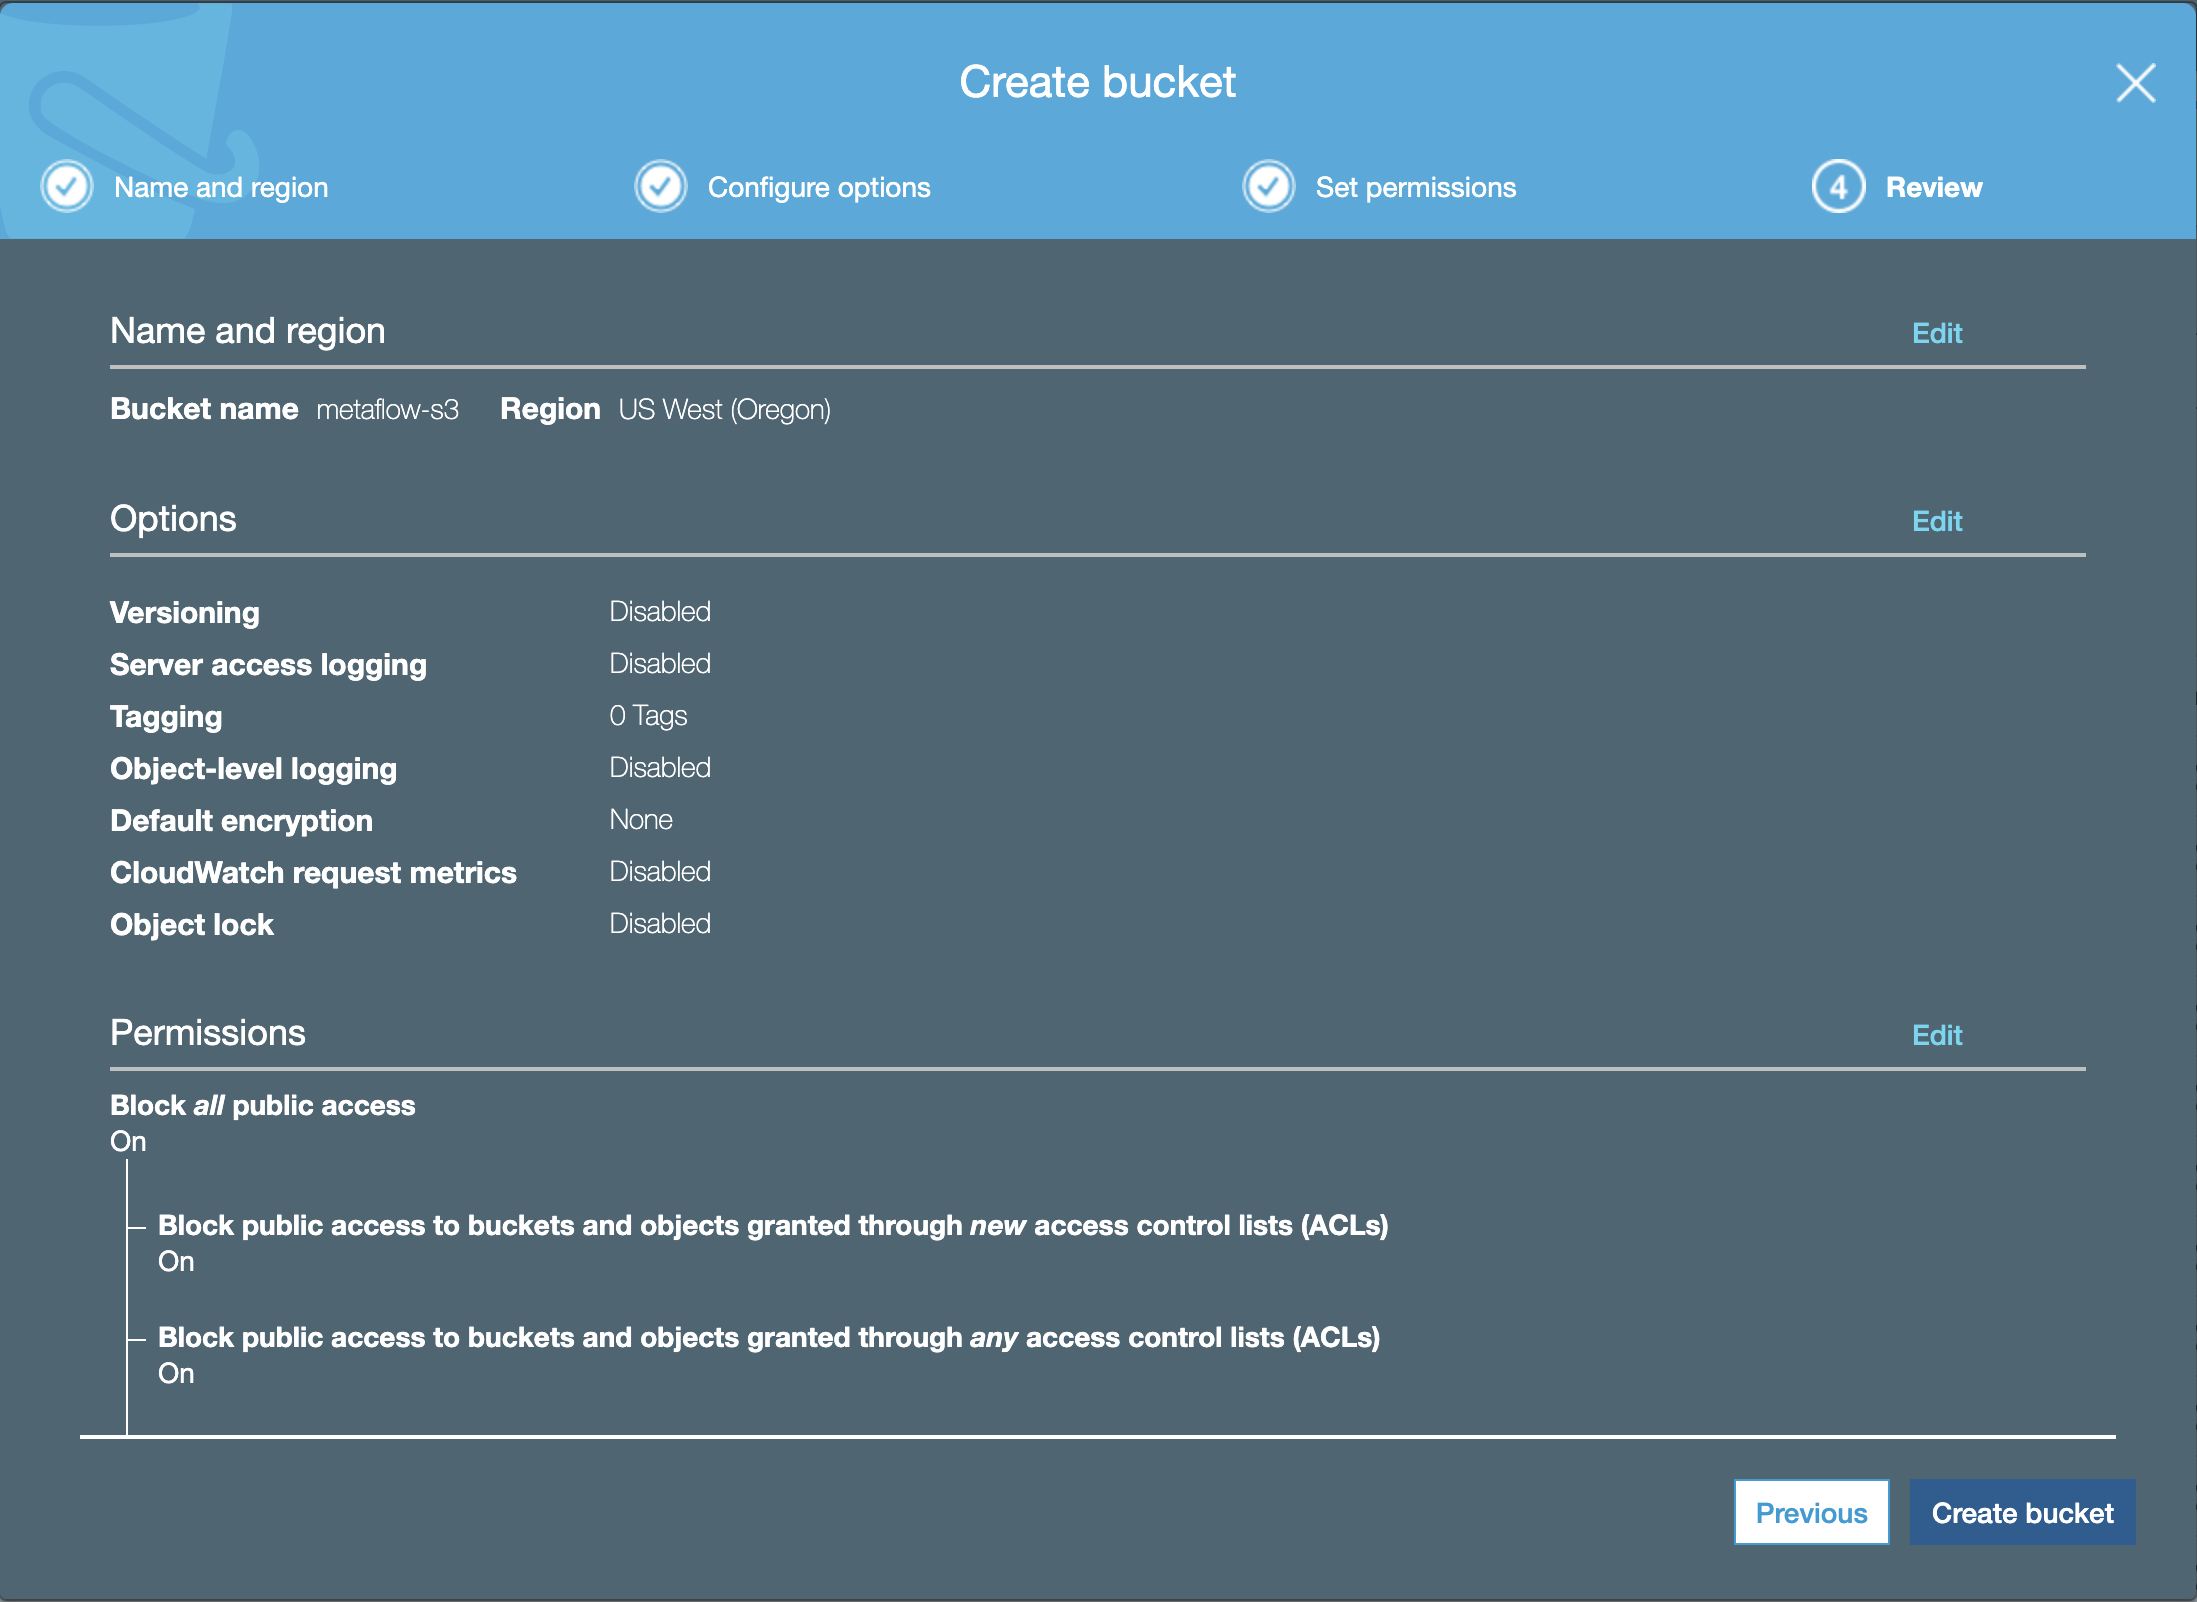 Create bucket
Name and region
Configure options
Set permissions
4 Review
Name and region Edit
Bucket name metaflow-s3 Region US West (Oregon)
Options Edit
Versioning Disabled
Server access logging Disabled
Tagging 0 Tags
Object-level logging Disabled
Default encryption None
CloudWatch request metrics Disabled
Object lock Disabled
Permissions Edit
Block all public access
On
Block public access to buckets and objects granted through new access control lists (ACLs)
On
Block public access to buckets and objects granted through any access control lists (ACLs)
On
Previous Create bucket